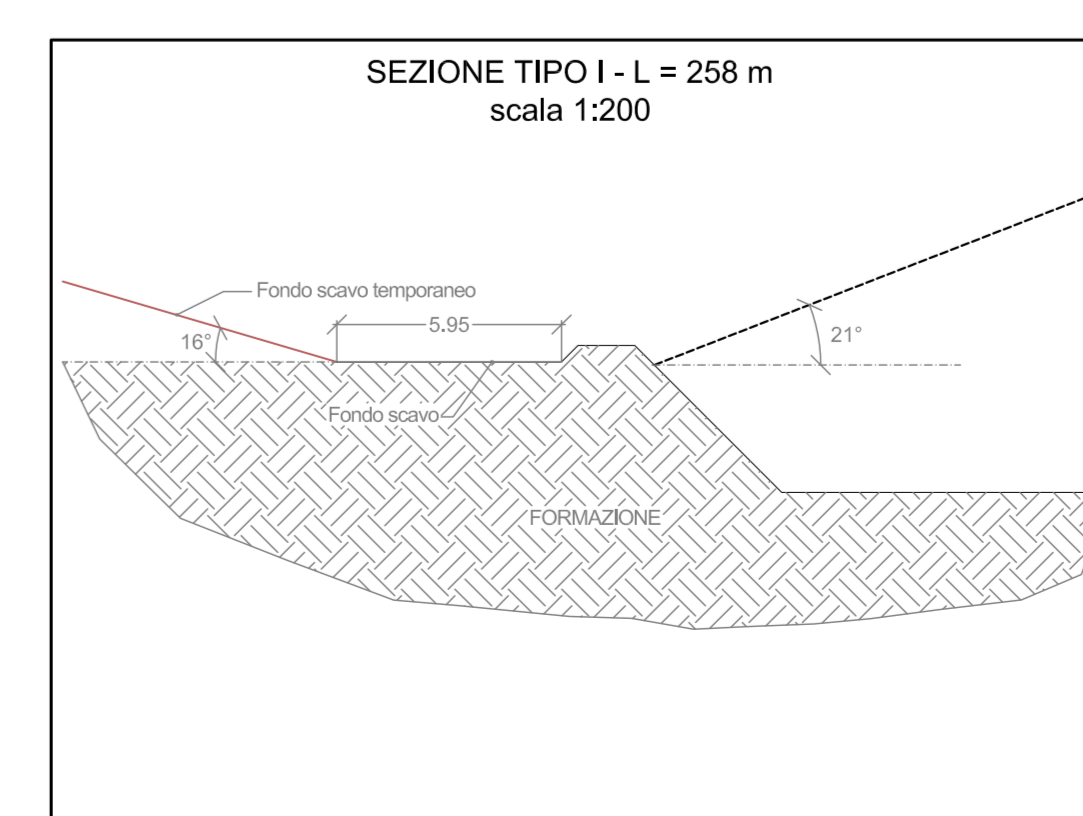 SEZIONE TIPO I - L = 258 m
scala 1:200
Fondo scavo temporaneo
5.95
16°
21°
Fondo scavo
FORMAZIONE